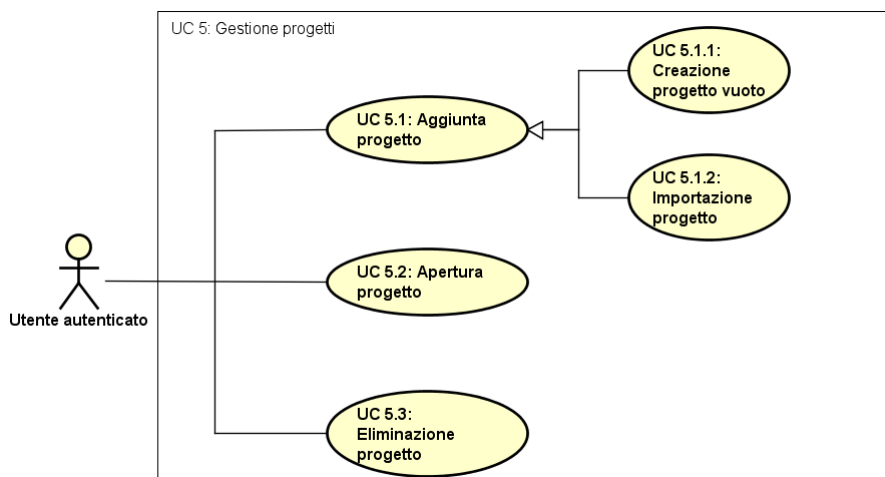 UC 5: Gestione progetti
UC 5.1.1:
Creazione
progetto vuoto
UC 5.1: Aggiunta
progetto
UC 5.1.2:
Importazione
progetto
UC 5.2: Apertura
progetto
Utente autenticato
UC 5.3:
Eliminazione
progetto